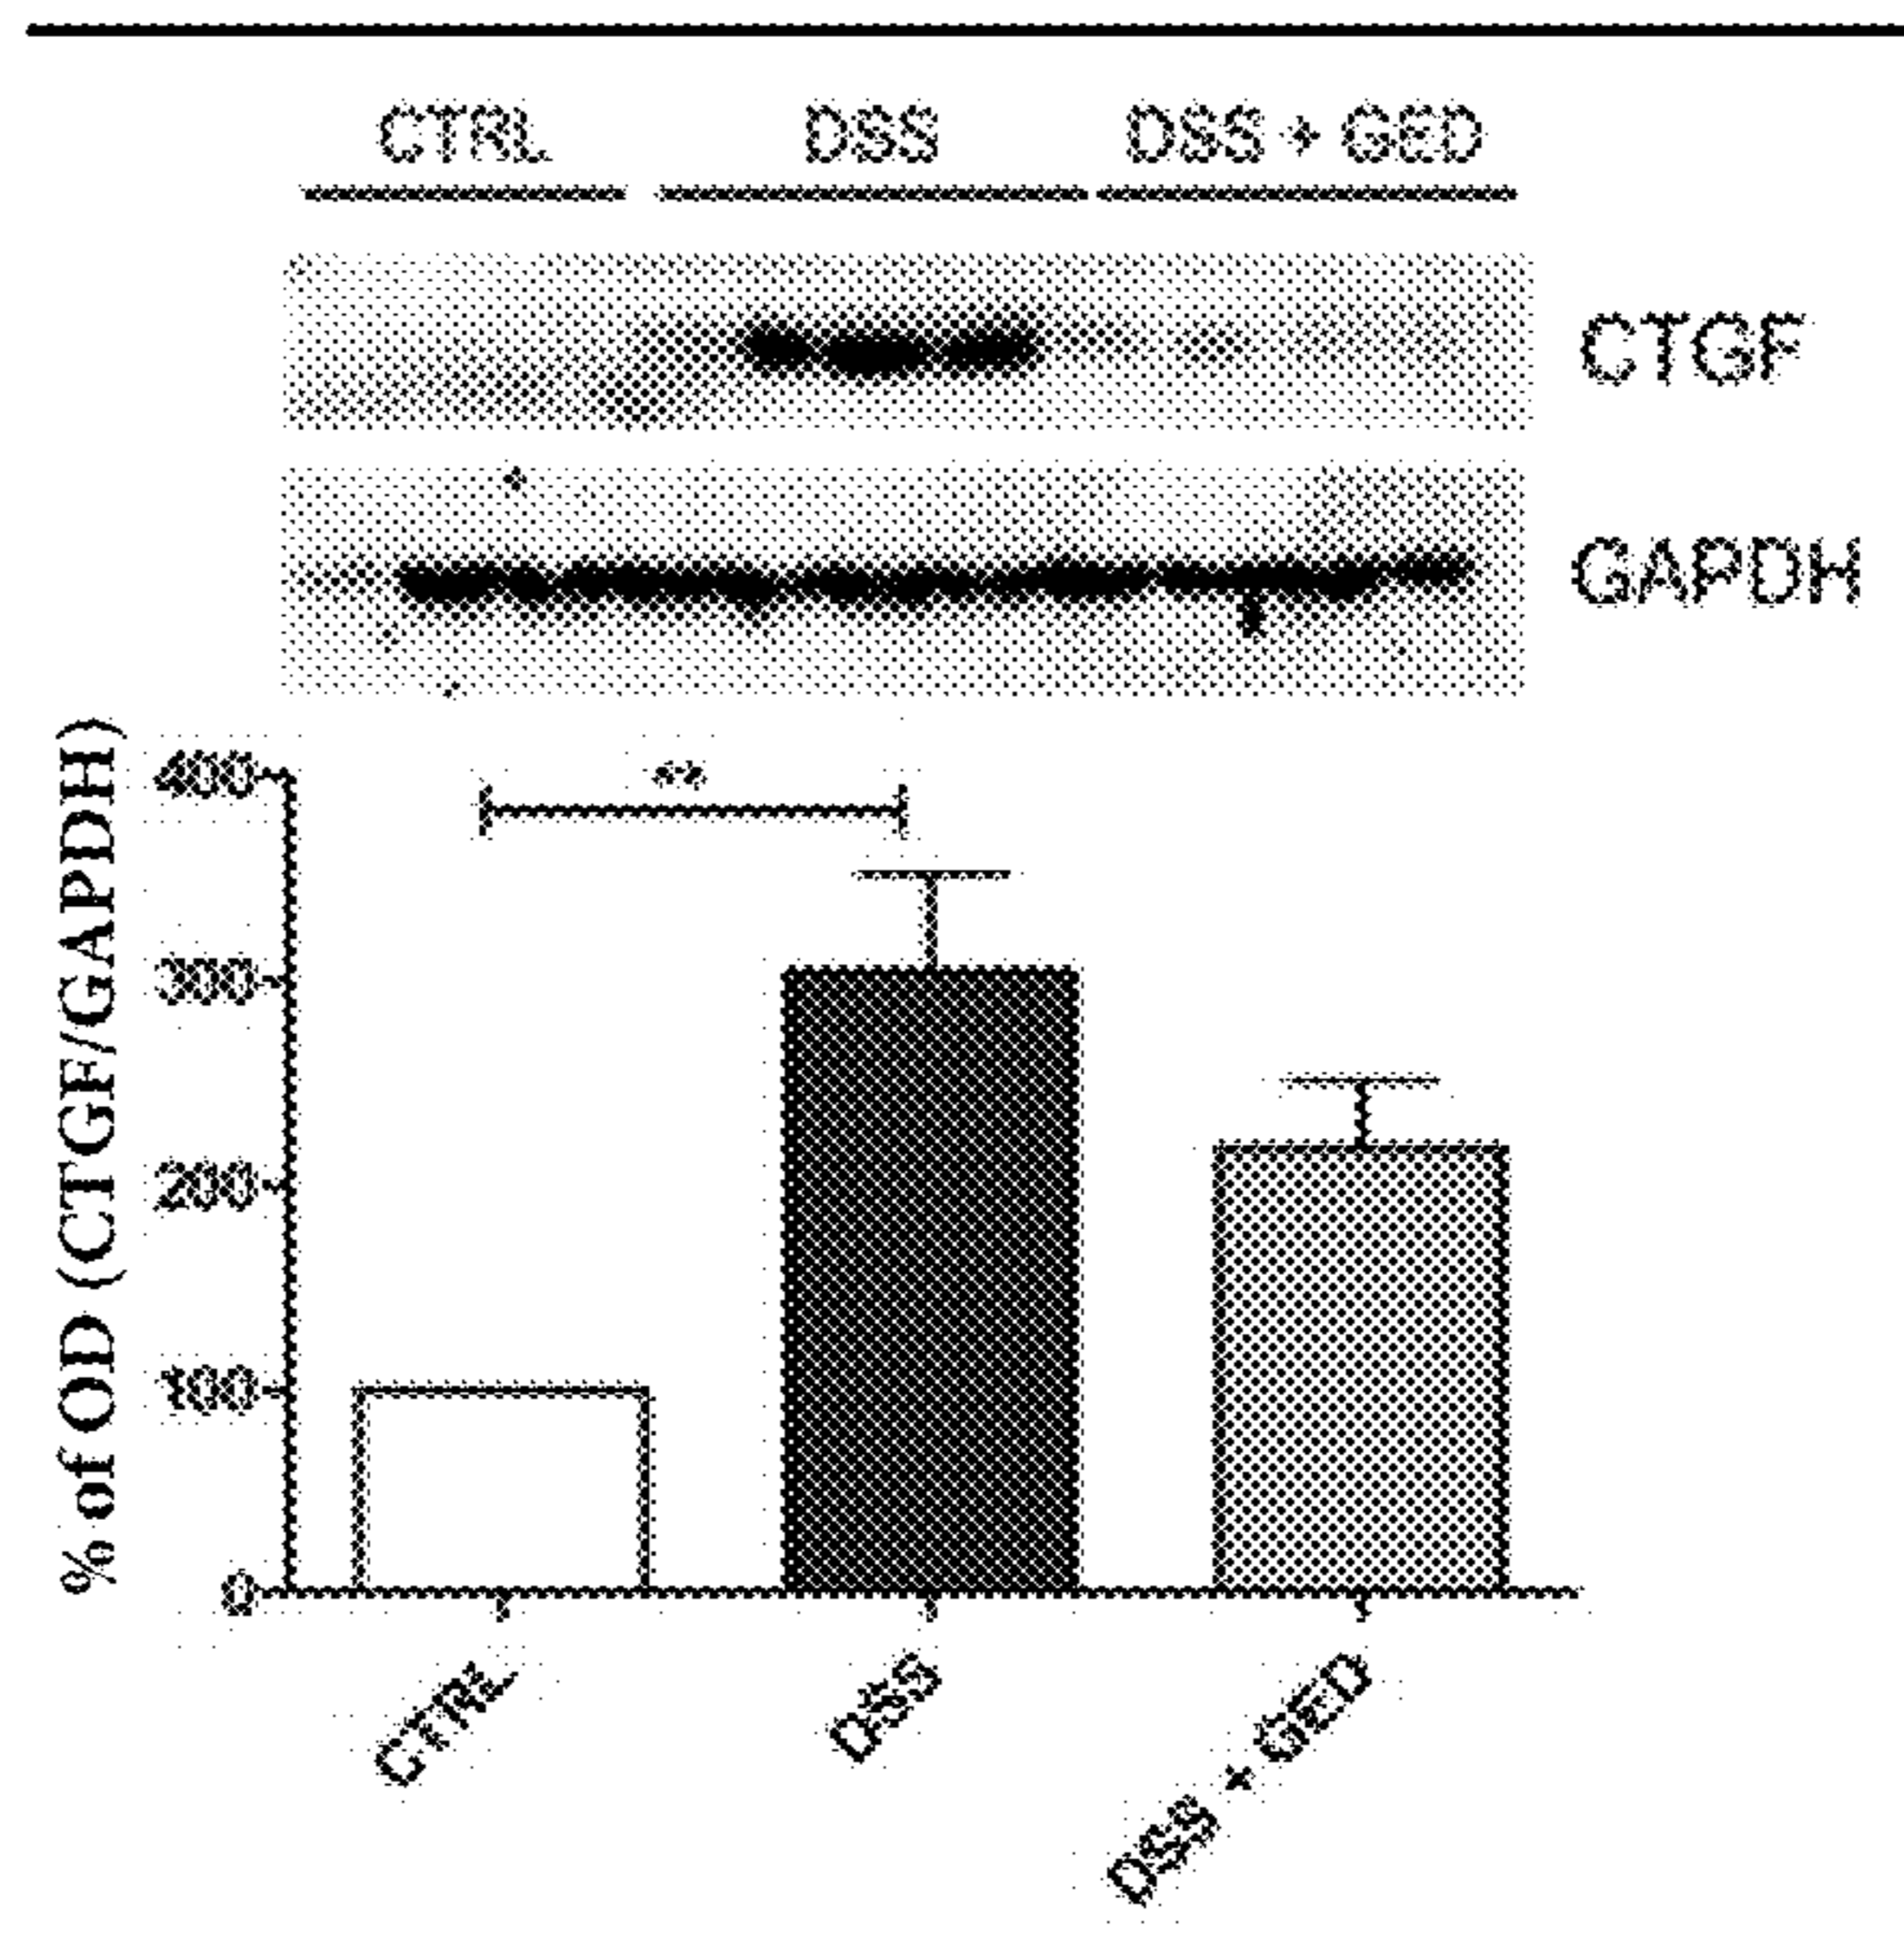 CTRL DSS DSS + GED
CTGF
GAPDH
% of OD (CTGF/GAPDH)
400
**
300
200
100
0
CTRL
DSS
DSS + GED